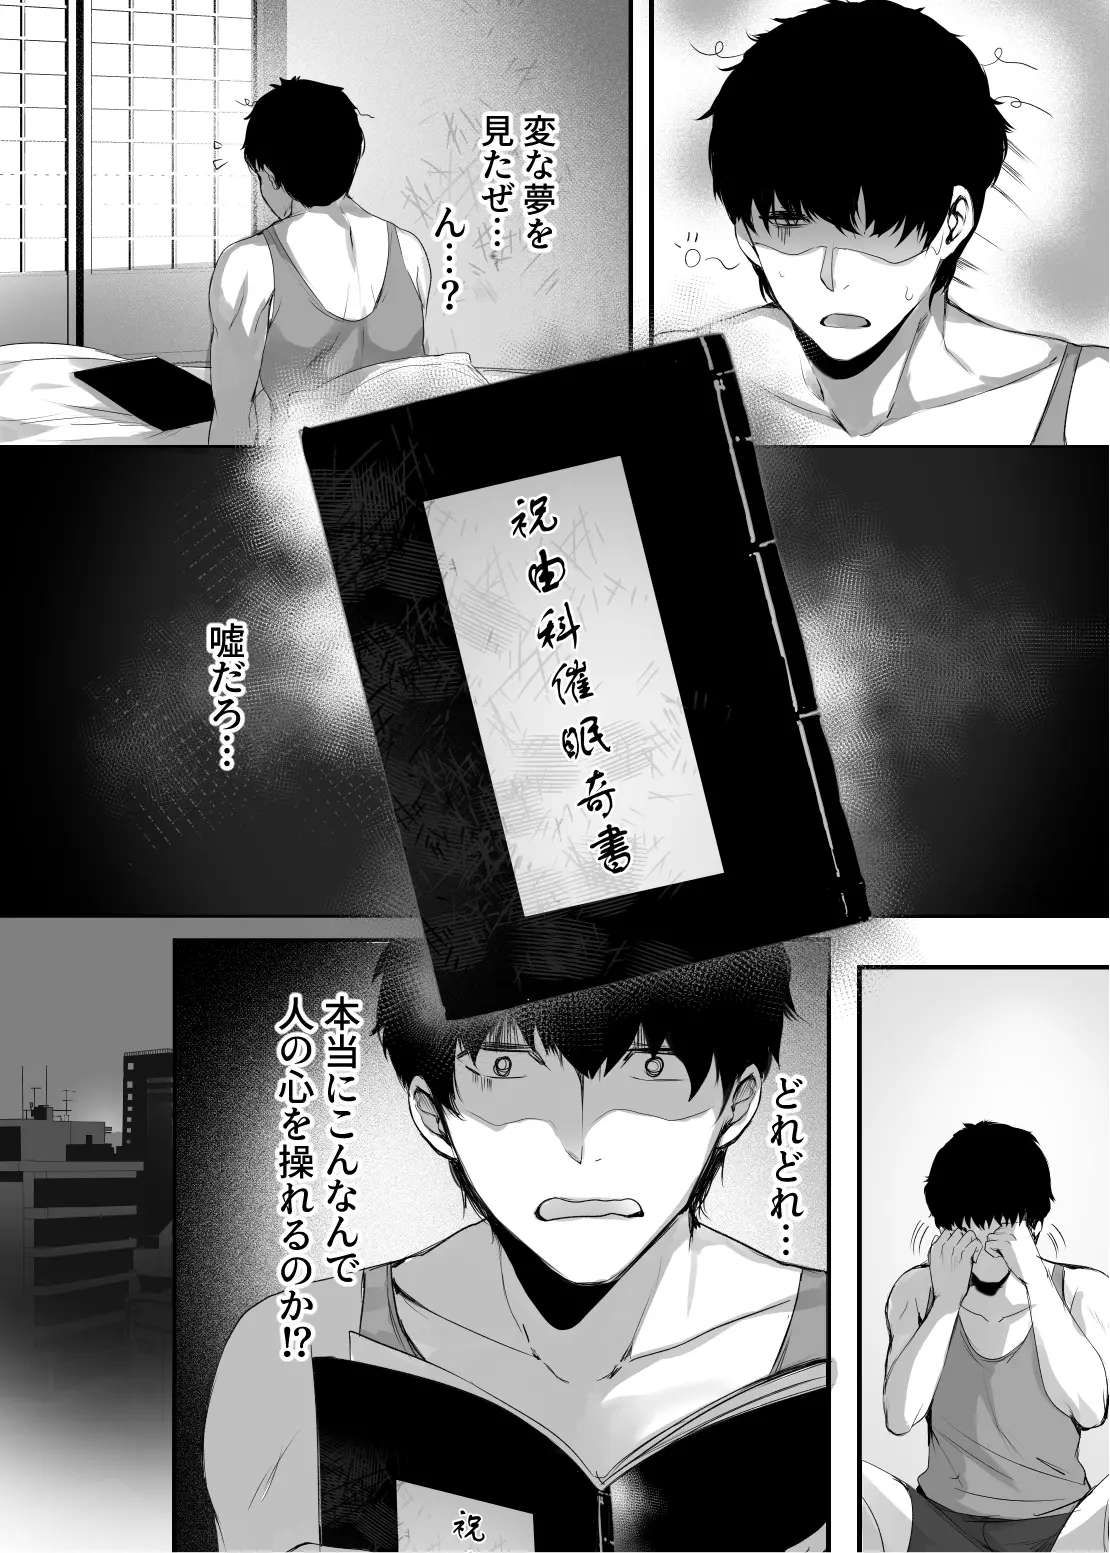 変な夢を
見たぜ…
ん…?
祝由科催眠奇書
嘘だろ…
どれどれ…
本当にこんなんで
人の心を操れるのか!?
祝